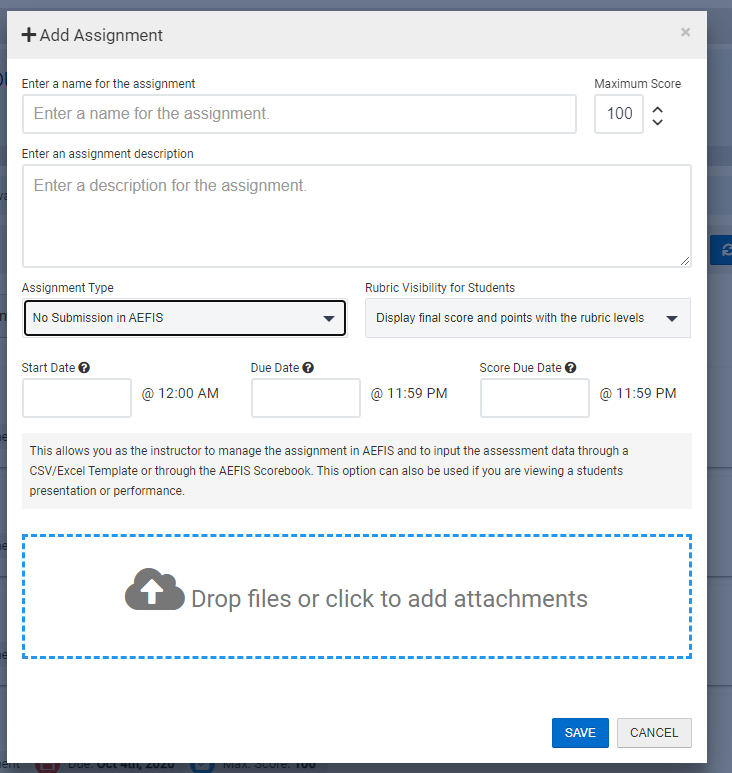 Add Assignment
×
Enter a name for the assignment
Maximum Score
Enter a name for the assignment.
100
Enter an assignment description
Enter a description for the assignment.
Assignment Type
Rubric Visibility for Students
No Submission in AEFIS
Display final score and points with the rubric levels
Start Date
Due Date
Score Due Date
@ 12:00 AM
@ 11:59 PM
@ 11:59 PM
This allows you as the instructor to manage the assignment in AEFIS and to input the assessment data through a
CSV/Excel Template or through the AEFIS Scorebook. This option can also be used if you are viewing a students
presentation or performance.
Drop files or click to add attachments
SAVE
CANCEL
Due: Oct 4th, 2020
Max. Score: 100